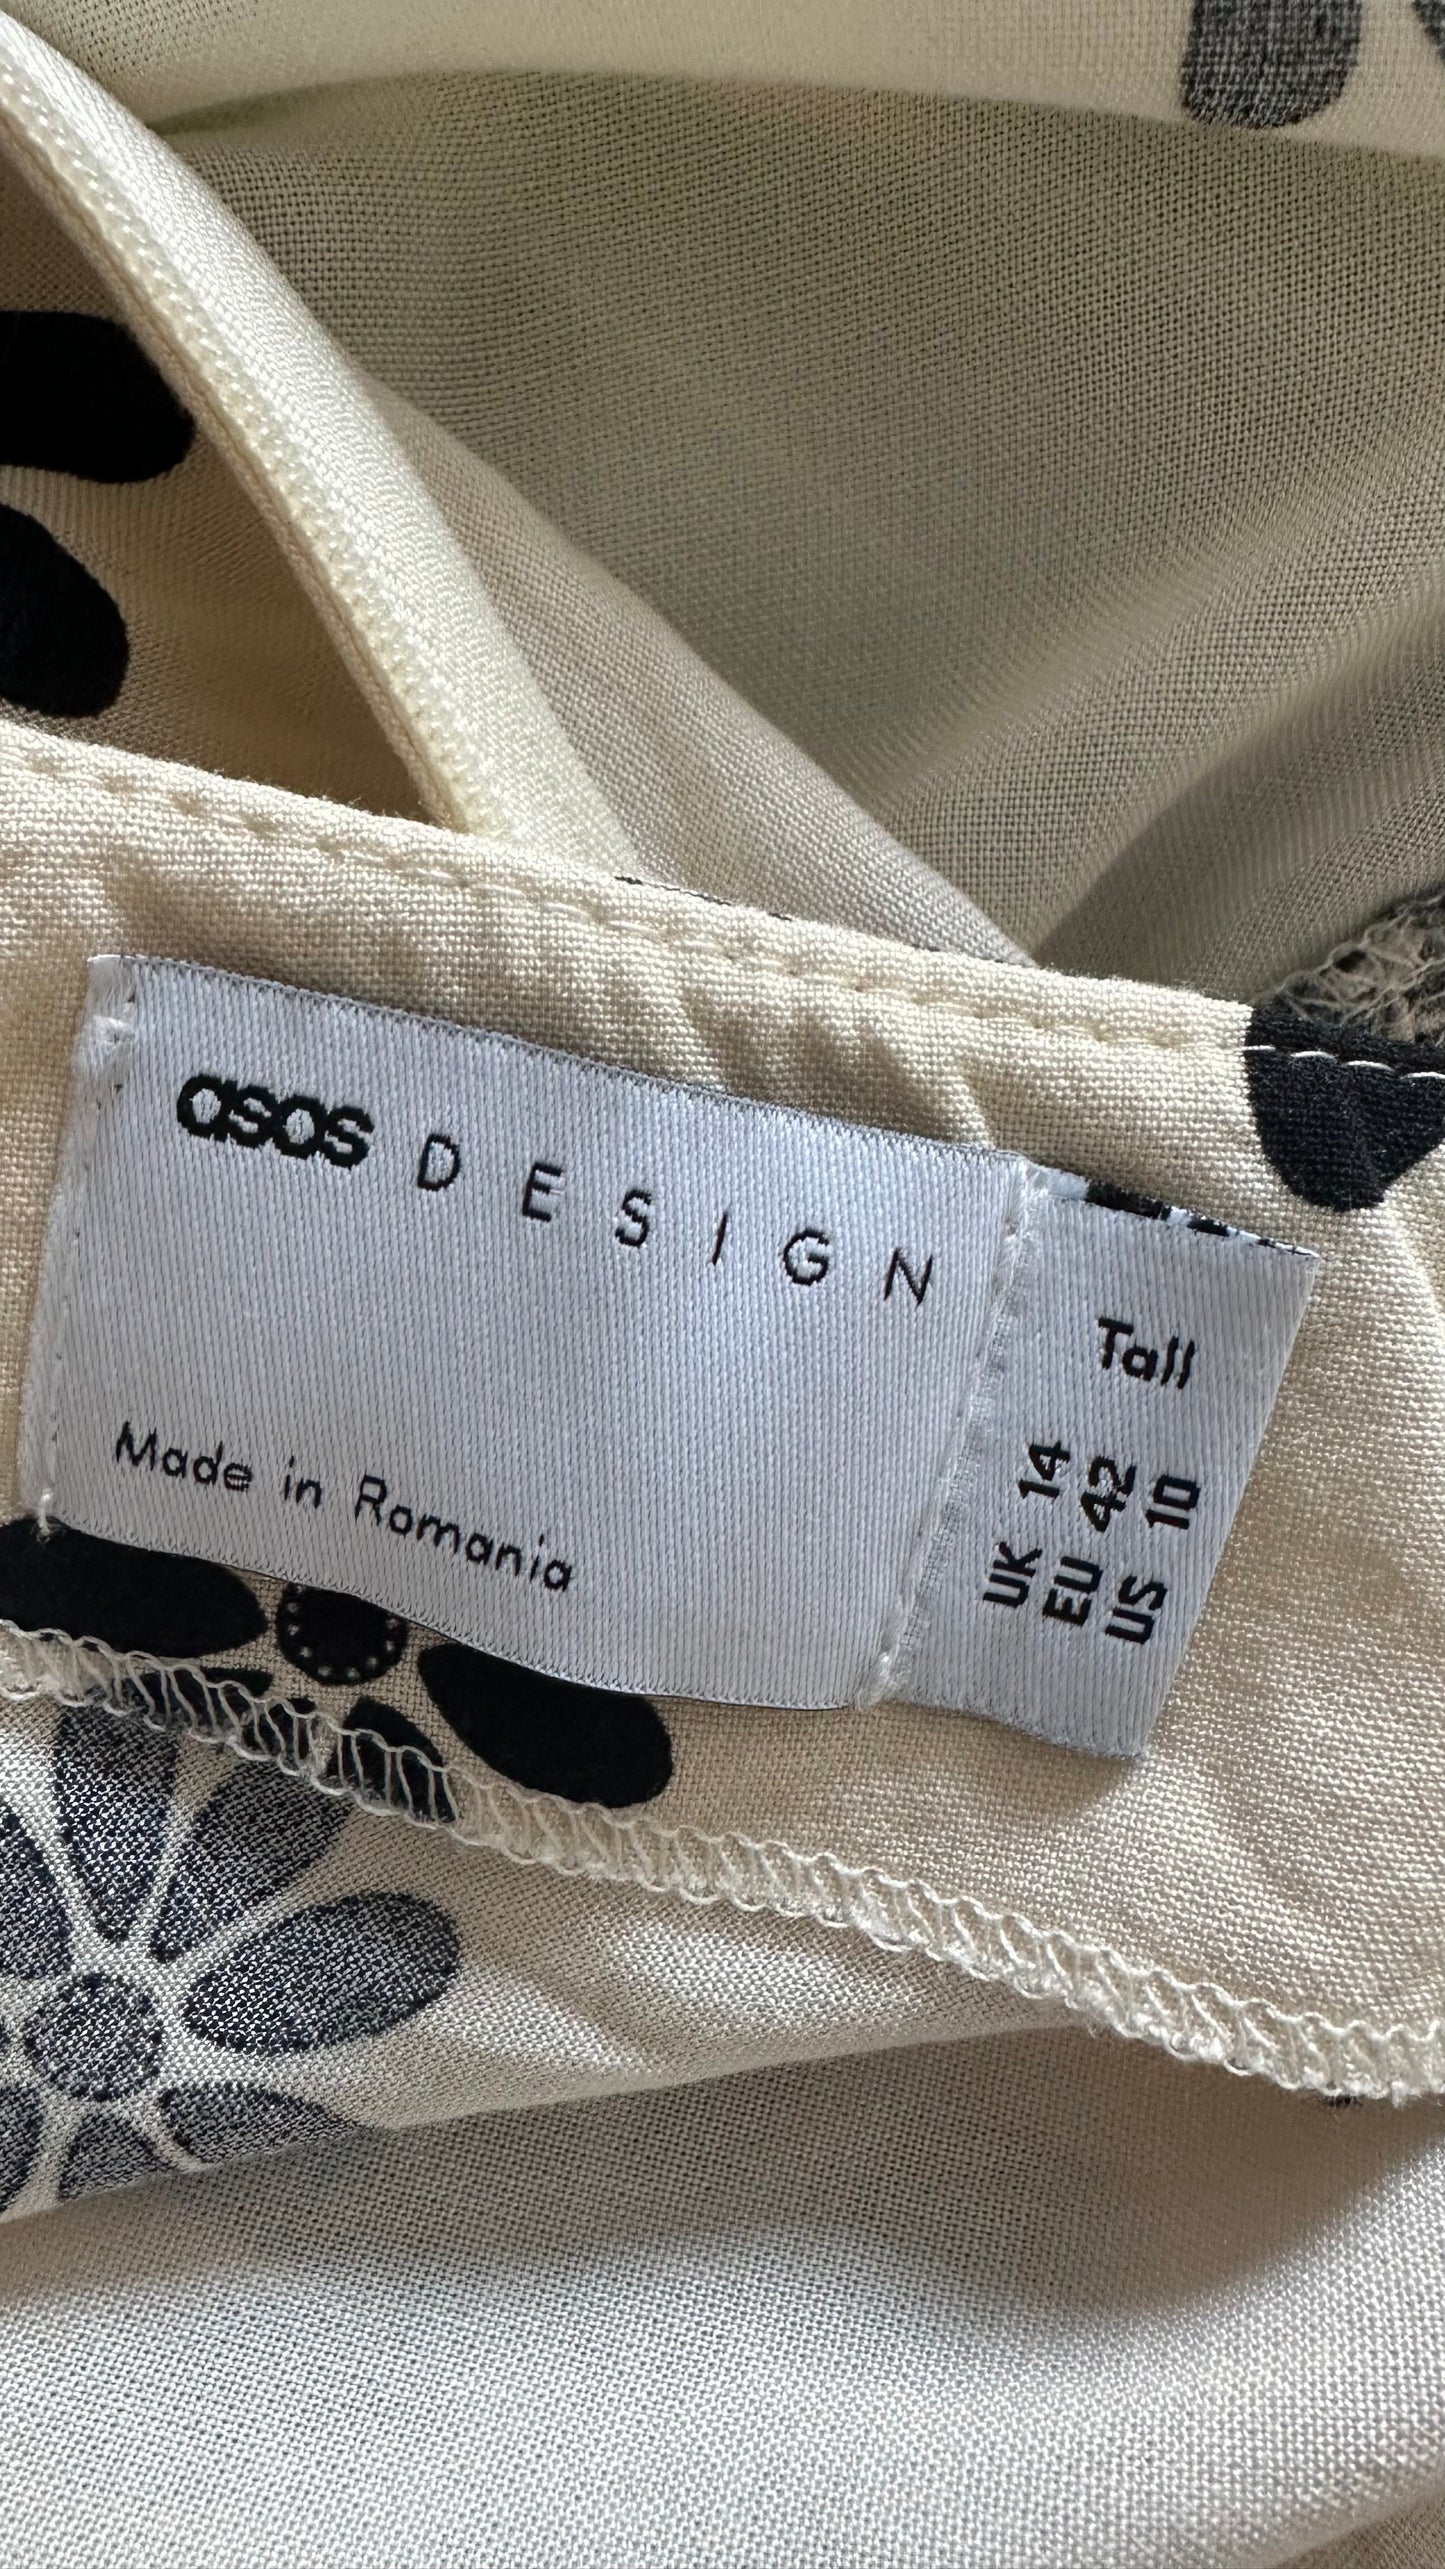 asos DESIGN
Made in Romania
Tall
UK 14
EU 42
US 10